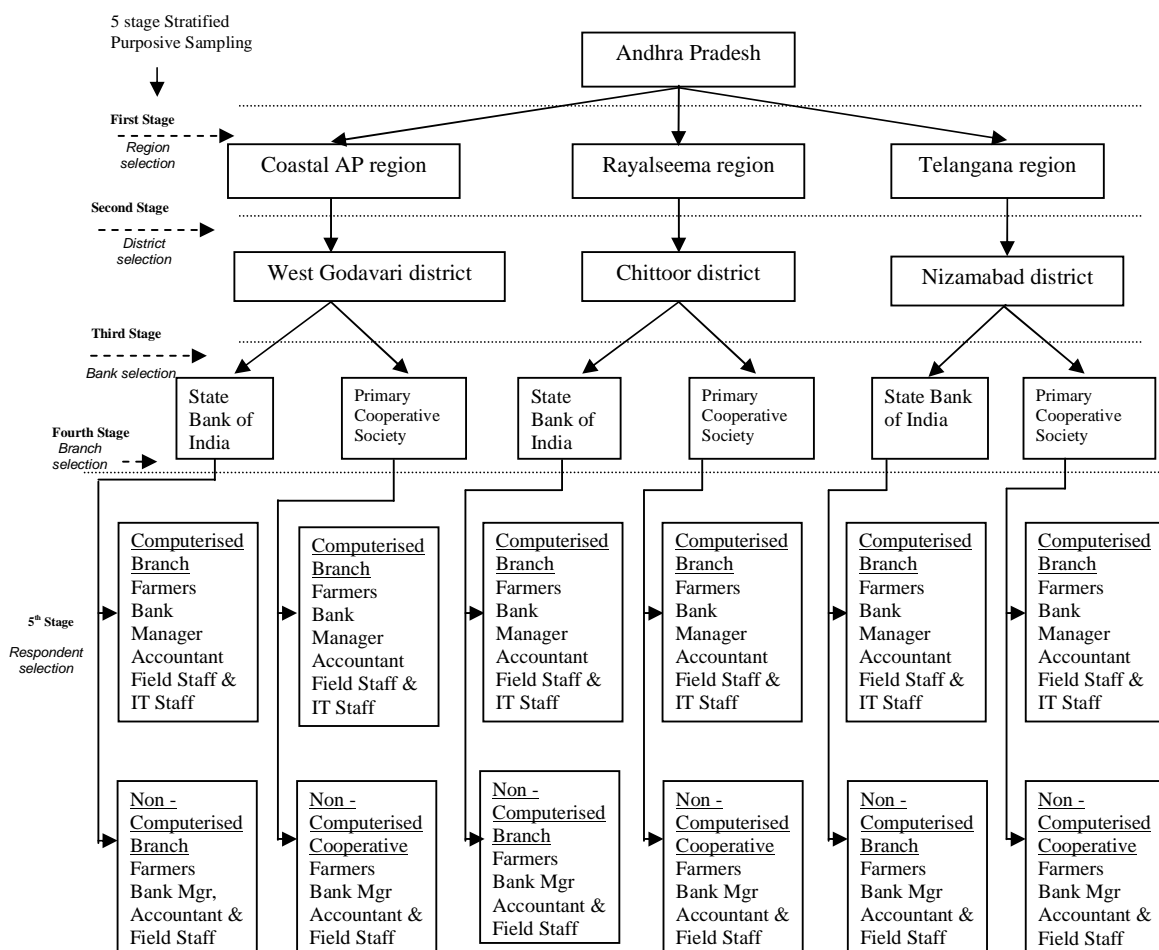 5 stage Stratified
Purposive Sampling
Andhra Pradesh
First Stage
Region
selection
Coastal AP region
Rayalseema region
Telangana region
Second Stage
District
selection
West Godavari district
Chittoor district
Nizamabad district
Third Stage
Bank selection
State
Bank of
India
Primary
Cooperative
Society
State
Bank of
India
Primary
Cooperative
Society
State Bank
of India
Primary
Cooperative
Society
Fourth Stage
Branch
selection
5th Stage
Respondent
selection
Computerised
Branch
Farmers
Bank
Manager
Accountant
Field Staff &
IT Staff
Computerised
Branch
Farmers
Bank
Manager
Accountant
Field Staff &
IT Staff
Computerised
Branch
Farmers
Bank
Manager
Accountant
Field Staff &
IT Staff
Computerised
Branch
Farmers
Bank
Manager
Accountant
Field Staff &
IT Staff
Computerised
Branch
Farmers
Bank
Manager
Accountant
Field Staff &
IT Staff
Computerised
Branch
Farmers
Bank
Manager
Accountant
Field Staff &
IT Staff
Non -
Computerised
Branch
Farmers
Bank Mgr,
Accountant &
Field Staff
Non -
Computerised
Cooperative
Farmers
Bank Mgr
Accountant &
Field Staff
Non -
Computerised
Branch
Farmers
Bank Mgr
Accountant &
Field Staff
Non -
Computerised
Cooperative
Farmers
Bank Mgr
Accountant &
Field Staff
Non -
Computerised
Branch
Farmers
Bank Mgr
Accountant &
Field Staff
Non -
Computerised
Cooperative
Farmers
Bank Mgr
Accountant &
Field Staff